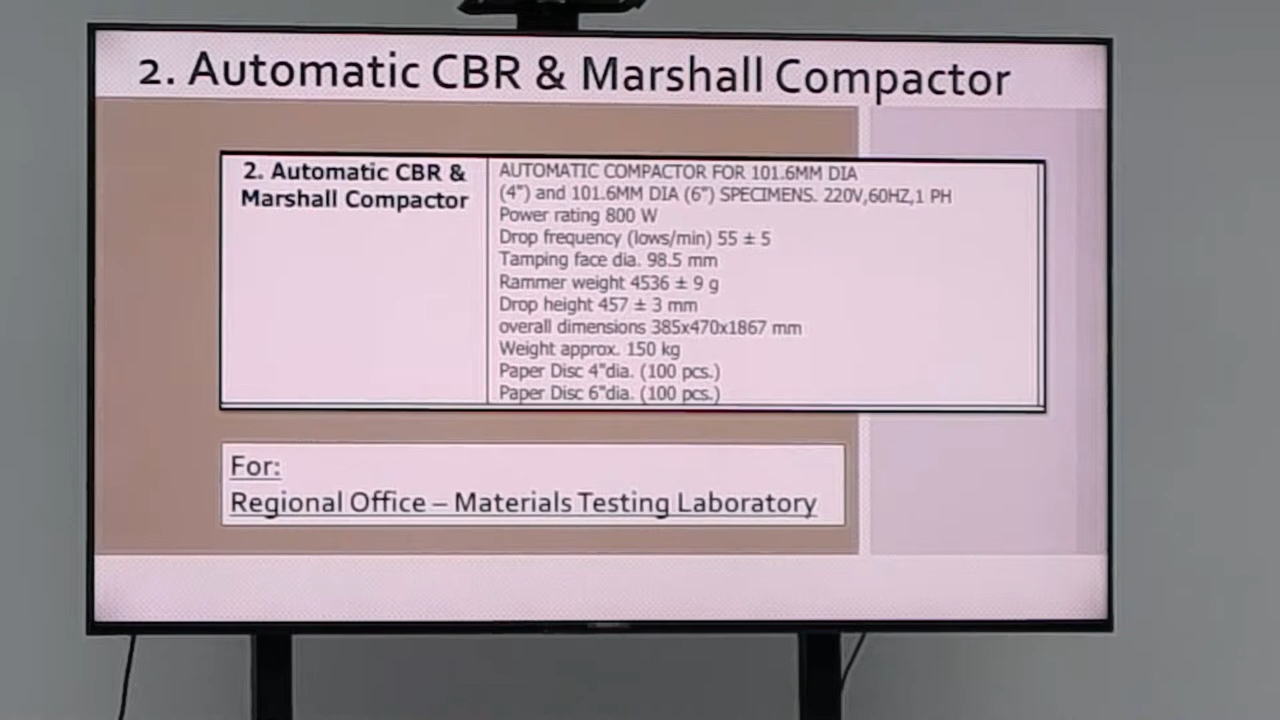 2. Automatic CBR & Marshall Compactor
2. Automatic CBR &
Marshall Compactor
AUTOMATIC COMPACTOR FOR 101.6MM DIA
(4") and 101.6MM DIA (6") SPECIMENS. 220V,60HZ,1 PH
Power rating 800 W
Drop frequency (lows/min) 55 ± 5
Tamping face dia. 98.5 mm
Rammer weight 4536 ± 9 g
Drop height 457 ± 3 mm
overall dimensions 385x470x1867 mm
Weight approx. 150 kg
Paper Disc 4"dia. (100 pcs.)
Paper Disc 6"dia. (100 pcs.)
For:
Regional Office – Materials Testing Laboratory